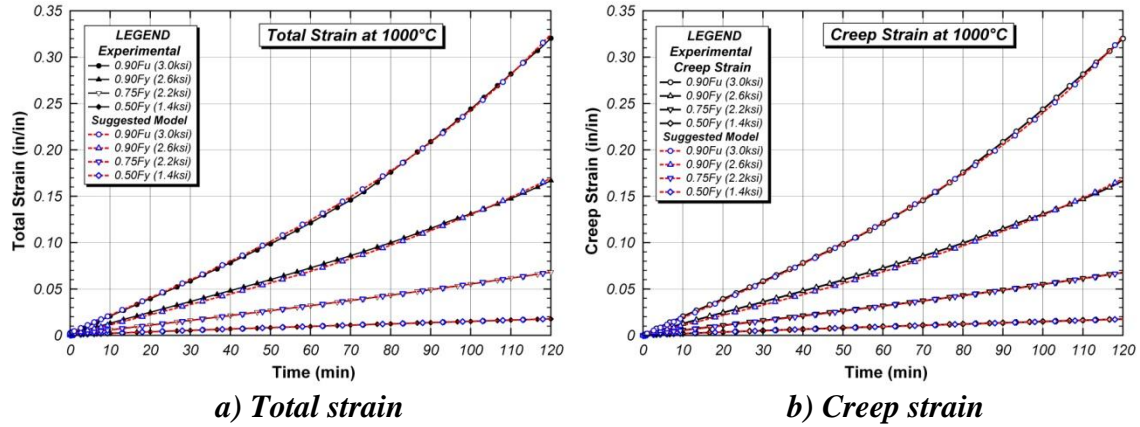 Total Strain at 1000°C
LEGEND
Experimental
0.90Fu (3.0ksi)
0.90Fy (2.6ksi)
0.75Fy (2.2ksi)
0.50Fy (1.4ksi)
Suggested Model
0.90Fu (3.0ksi)
0.90Fy (2.6ksi)
0.75Fy (2.2ksi)
0.50Fy (1.4ksi)
Total Strain (in/in)
0.35
0.30
0.25
0.20
0.15
0.10
0.05
0
0 10 20 30 40 50 60 70 80 90 100 110 120
Time (min)
a) Total strain
Creep Strain at 1000°C
LEGEND
Experimental
Creep Strain
0.90Fu (3.0ksi)
0.90Fy (2.6ksi)
0.75Fy (2.2ksi)
0.50Fy (1.4ksi)
Suggested Model
0.90Fu (3.0ksi)
0.90Fy (2.6ksi)
0.75Fy (2.2ksi)
0.50Fy (1.4ksi)
Creep Strain (in/in)
0.35
0.30
0.25
0.20
0.15
0.10
0.05
0
0 10 20 30 40 50 60 70 80 90 100 110 120
Time (min)
b) Creep strain